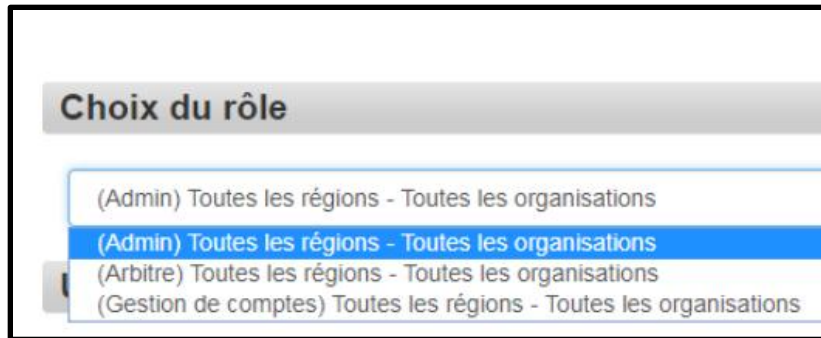 Choix du rôle
(Admin) Toutes les régions - Toutes les organisations
(Admin) Toutes les régions - Toutes les organisations
(Arbitre) Toutes les régions - Toutes les organisations
(Gestion de comptes) Toutes les régions - Toutes les organisations